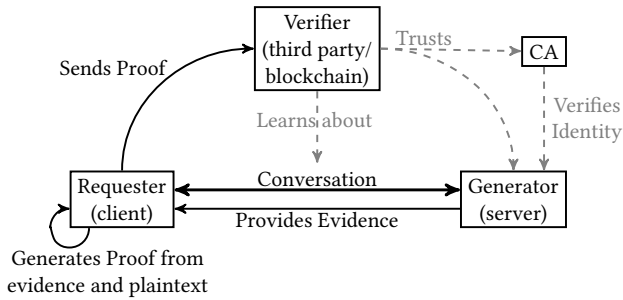 Verifier
(third party/
blockchain)
Trusts
CA
Sends Proof
Learns about
Verifies
Identity
Requester
(client)
Conversation
Provides Evidence
Generator
(server)
Generates Proof from
evidence and plaintext